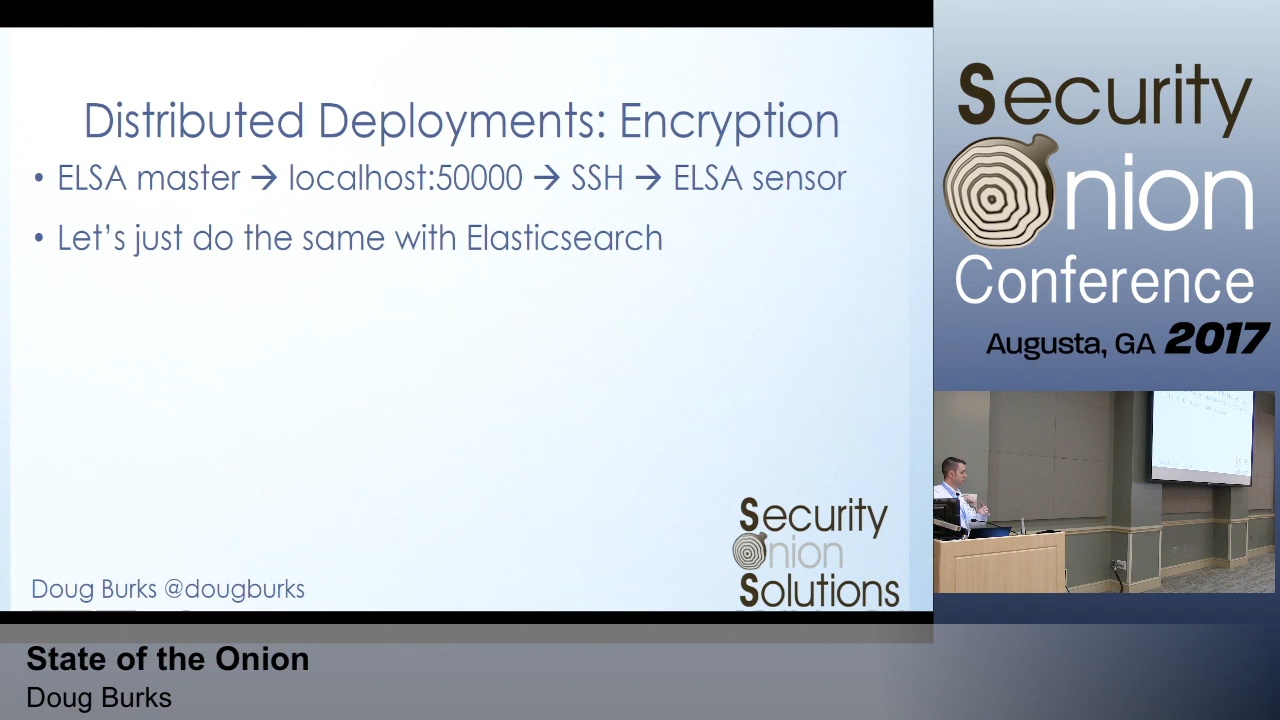 Distributed Deployments: Encryption
• ELSA master → localhost:50000 → SSH → ELSA sensor
• Let's just do the same with Elasticsearch
Doug Burks @dougburks
Security
Onion
Solutions
Security
Onion
Conference
Augusta, GA 2017
State of the Onion
Doug Burks